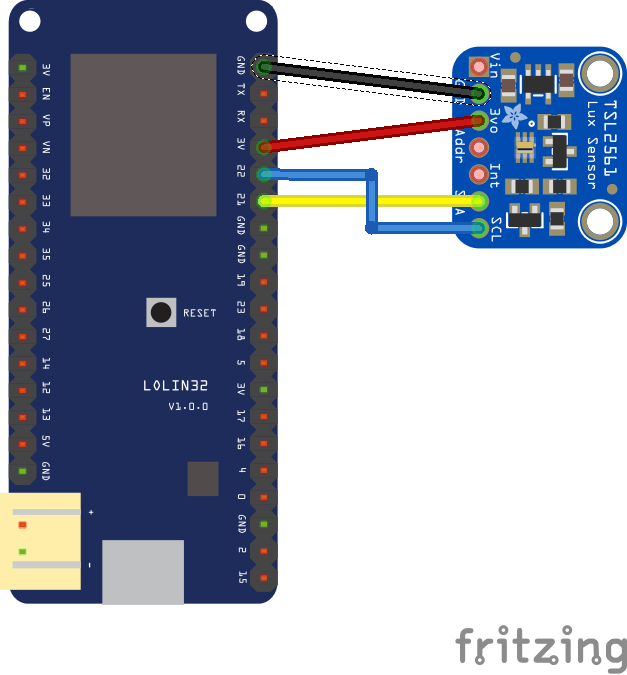 3V
EN
VP
VN
32
33
34
35
25
26
27
14
12
13
5V
GND
+
-
GND
TX
RX
3V
22
21
GND
GND
19
23
18
5
3V
17
16
4
0
GND
2
15
RESET
LOLIN32
V1.0.0
Vin
3vo
Addr
Int
SCL
TSL2561
Lux Sensor
fritzing